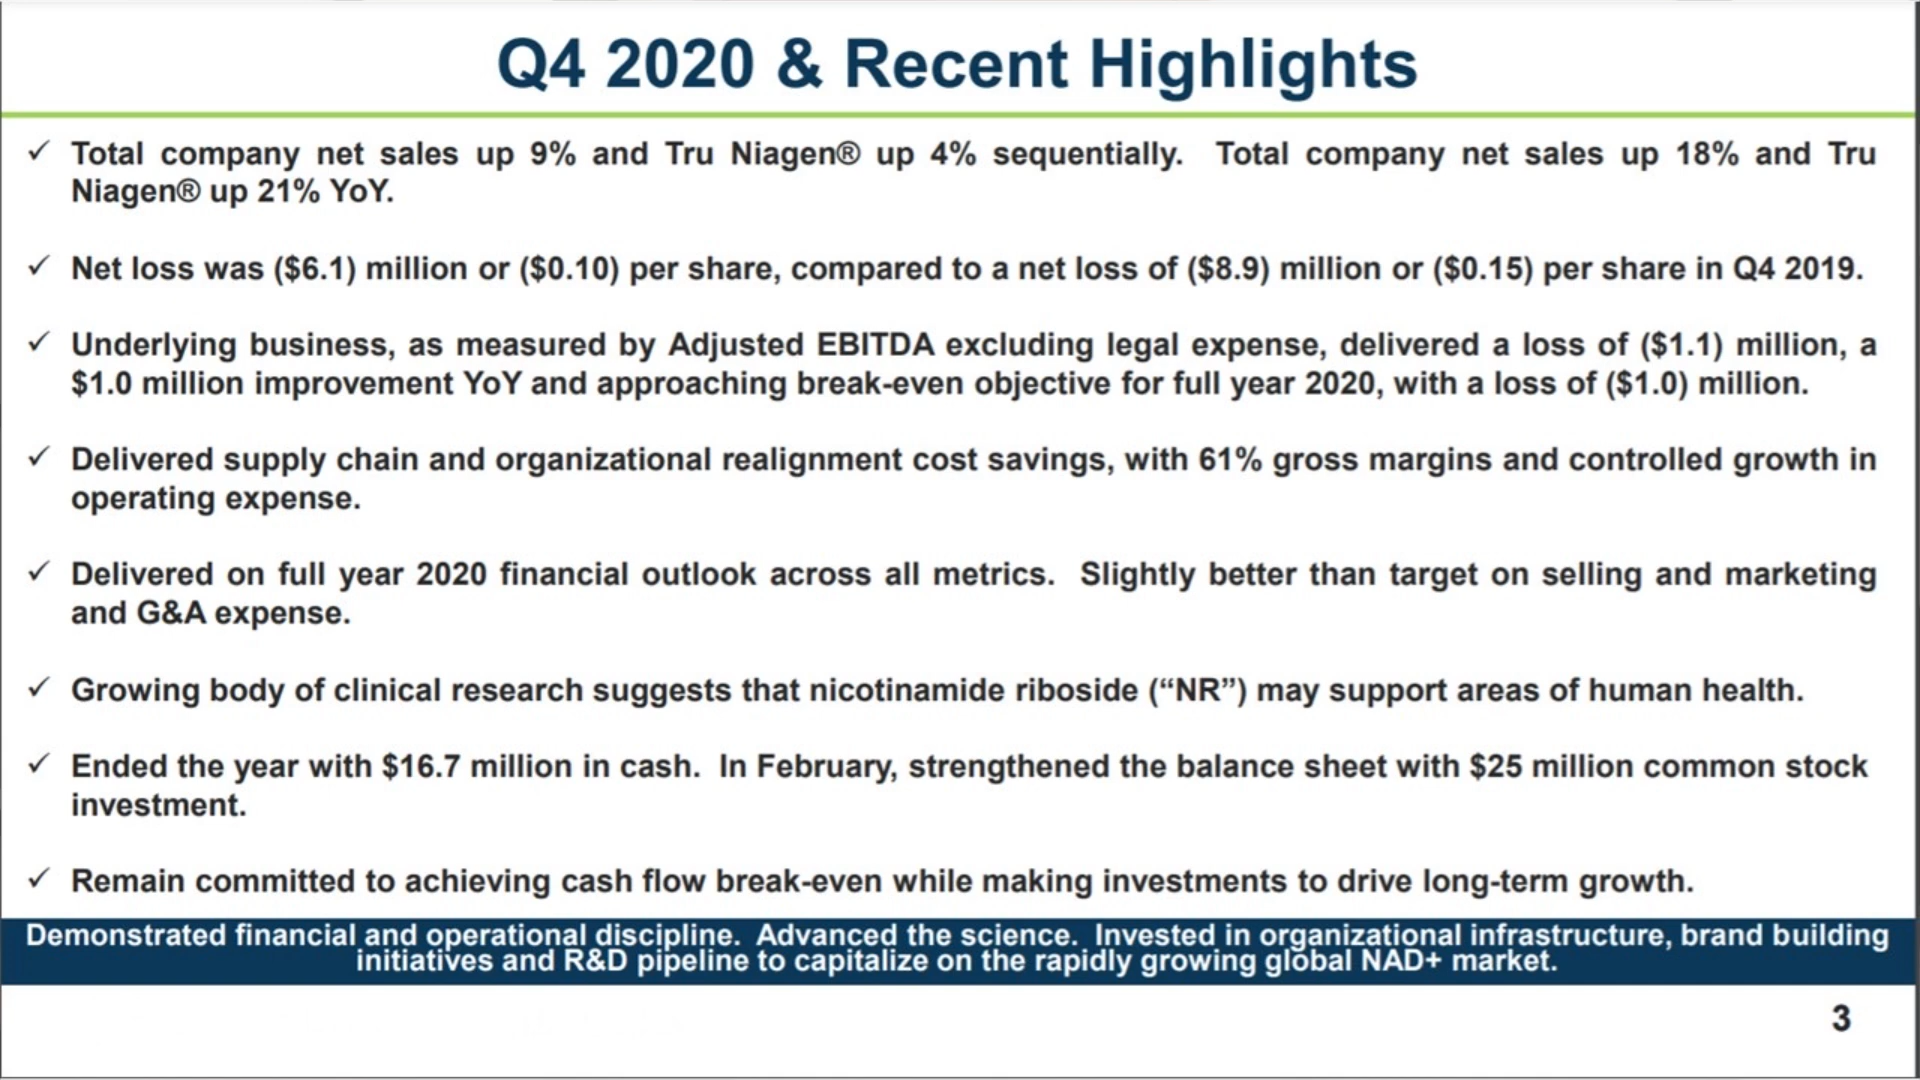 Q4 2020 & Recent Highlights
✓ Total company net sales up 9% and Tru Niagen® up 4% sequentially. Total company net sales up 18% and Tru
Niagen® up 21% YoY.
✓ Net loss was ($6.1) million or ($0.10) per share, compared to a net loss of ($8.9) million or ($0.15) per share in Q4 2019.
✓ Underlying business, as measured by Adjusted EBITDA excluding legal expense, delivered a loss of ($1.1) million, a
$1.0 million improvement YoY and approaching break-even objective for full year 2020, with a loss of ($1.0) million.
✓ Delivered supply chain and organizational realignment cost savings, with 61% gross margins and controlled growth in
operating expense.
✓ Delivered on full year 2020 financial outlook across all metrics. Slightly better than target on selling and marketing
and G&A expense.
✓ Growing body of clinical research suggests that nicotinamide riboside (“NR”) may support areas of human health.
✓ Ended the year with $16.7 million in cash. In February, strengthened the balance sheet with $25 million common stock
investment.
✓ Remain committed to achieving cash flow break-even while making investments to drive long-term growth.
Demonstrated financial and operational discipline. Advanced the science. Invested in organizational infrastructure, brand building
initiatives and R&D pipeline to capitalize on the rapidly growing global NAD+ market.
3